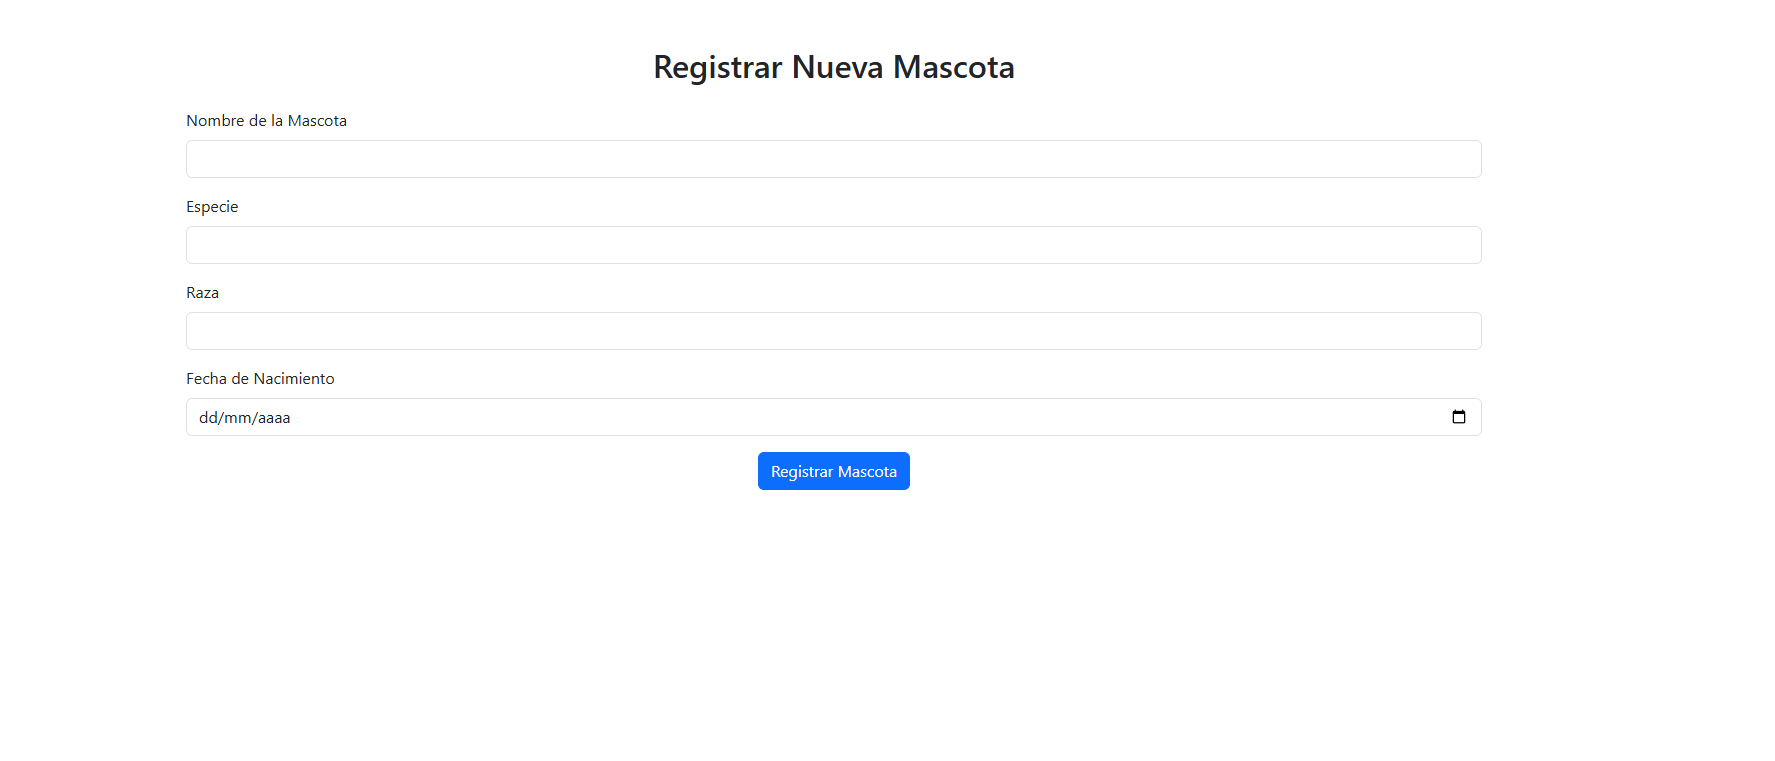 Registrar Nueva Mascota
Nombre de la Mascota
Especie
Raza
Fecha de Nacimiento
dd/mm/aaaa
Registrar Mascota